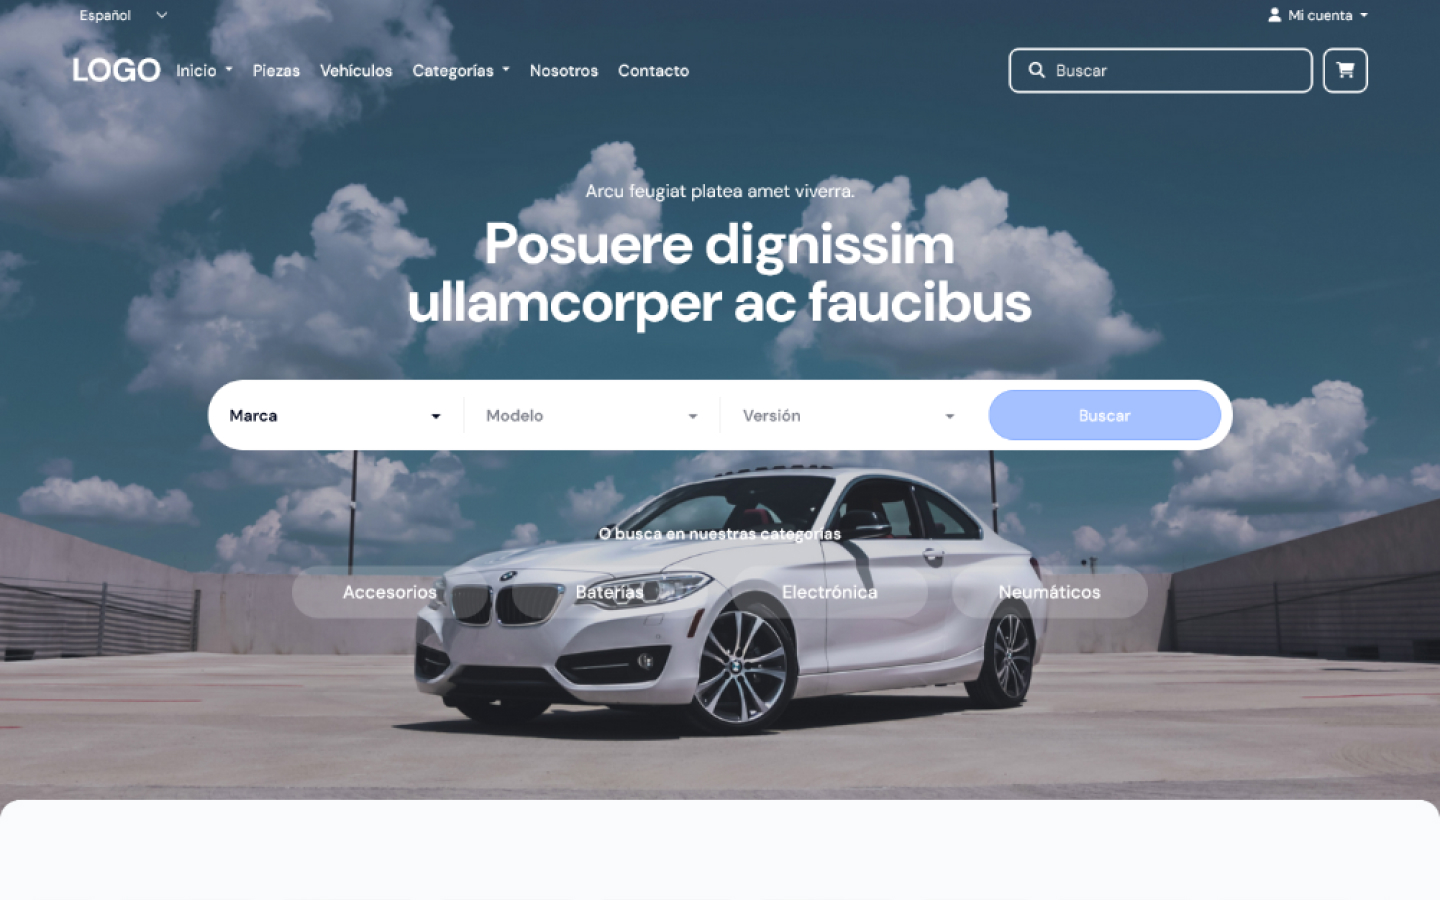 Español
Mi cuenta
LOGO
Inicio
Piezas
Vehículos
Categorías
Nosotros
Contacto
Buscar
Arcu feugiat platea amet viverra.
Posuere dignissim
ullamcorper ac faucibus
Marca
Modelo
Versión
Buscar
O busca en nuestras categorías
Accesorios
Baterías
Electrónica
Neumáticos